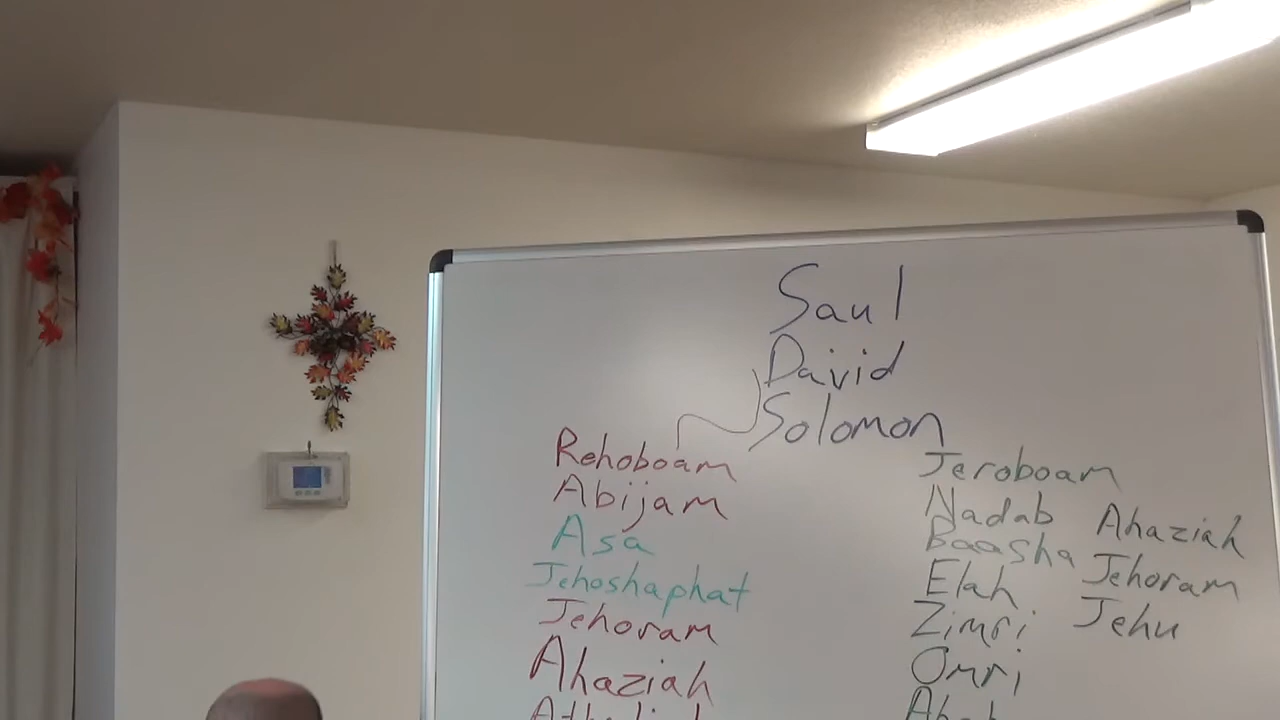 Saul
David
Solomon
Rehoboam
Abijam
Asa
Jehoshaphat
Jehoram
Ahaziah
Jeroboam
Nadab
Baasha
Elah
Zimri
Omri
Ahaziah
Jehoram
Jehu